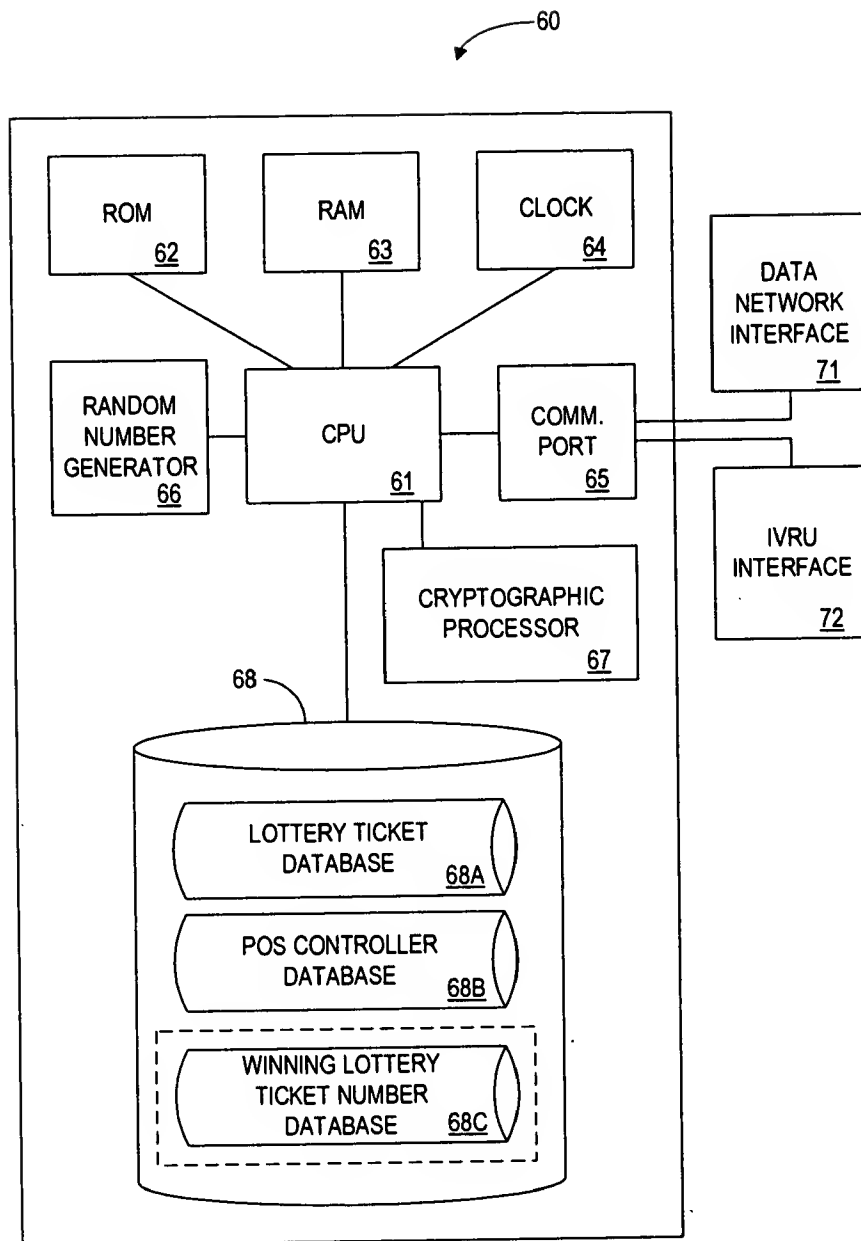 60
ROM
62
RAM
63
CLOCK
64
DATA
NETWORK
INTERFACE
71
RANDOM
NUMBER
GENERATOR
66
CPU
61
COMM.
PORT
65
IVRU
INTERFACE
72
CRYPTOGRAPHIC
PROCESSOR
67
68
LOTTERY TICKET
DATABASE
68A
POS CONTROLLER
DATABASE
68B
WINNING LOTTERY
TICKET NUMBER
DATABASE
68C